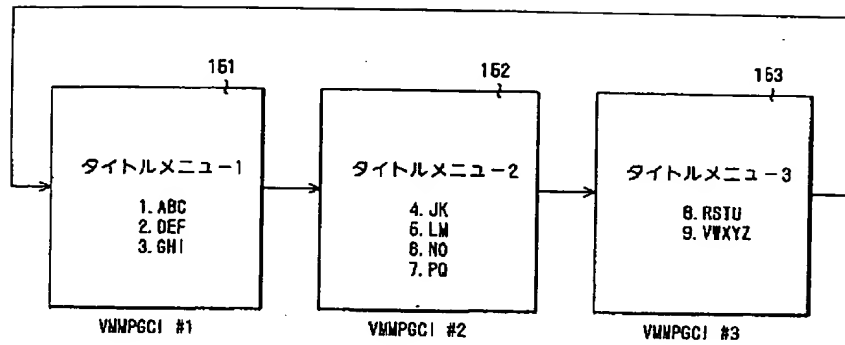 151
タイトルメニュー1
1. ABC
2. DEF
3. GHI
VMMPGCI #1
152
タイトルメニュー2
4. JK
5. LM
6. NO
7. PQ
VMMPGCI #2
153
タイトルメニュー3
8. RSTU
9. VWXYZ
VMMPGCI #3